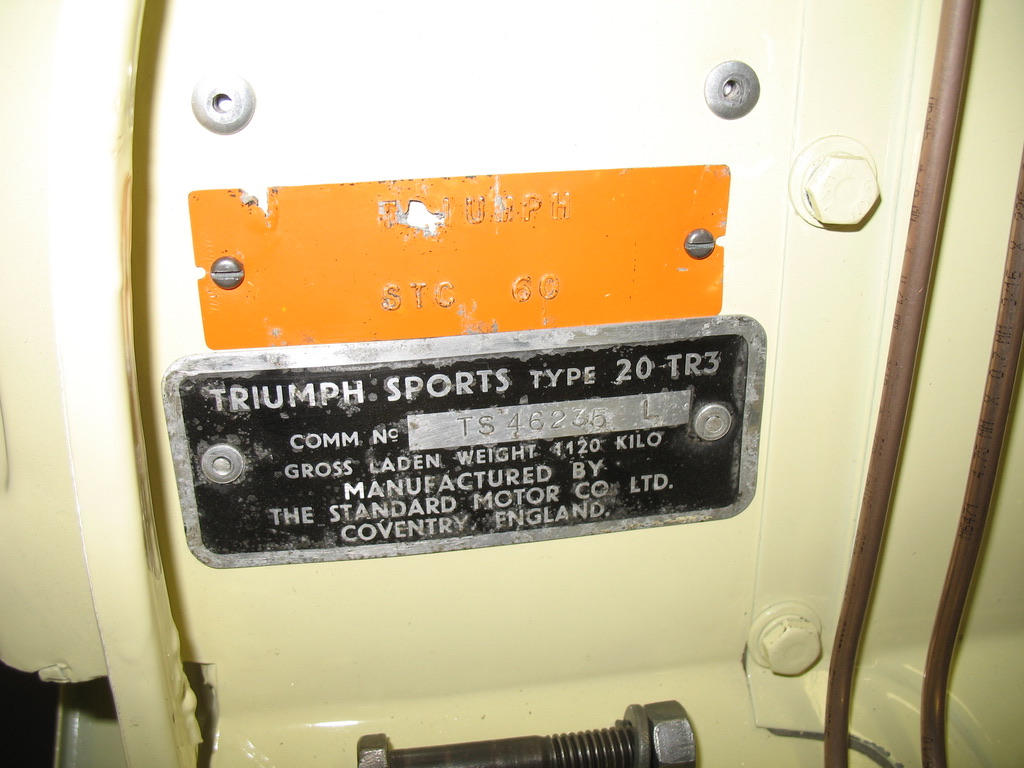 TRIUMPH
STC 60
TRIUMPH SPORTS TYPE 20 TR3
COMM. No TS 46235 L
GROSS LADEN WEIGHT 1120 KILO
MANUFACTURED BY
THE STANDARD MOTOR CO. LTD.
COVENTRY, ENGLAND.